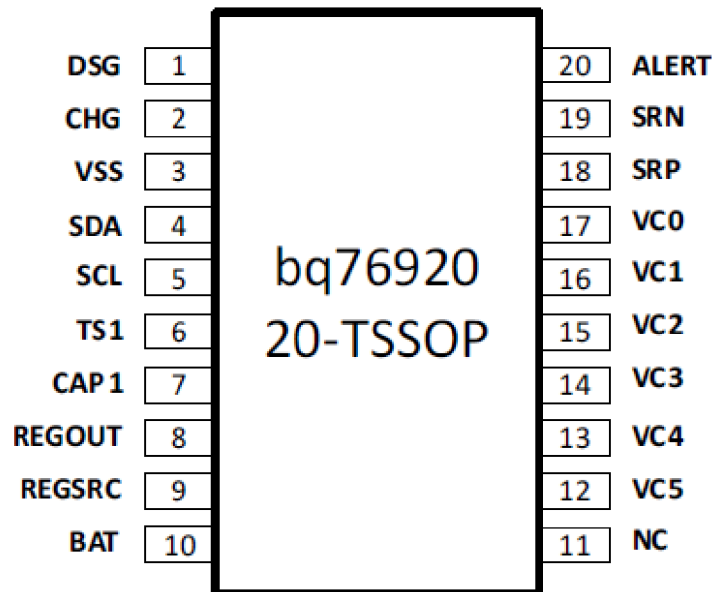 DSG 1 20 ALERT
CHG 2 19 SRN
VSS 3 18 SRP
SDA 4 17 VC0
SCL 5 16 VC1
TS1 6 15 VC2
CAP1 7 14 VC3
REGOUT 8 13 VC4
REGSRC 9 12 VC5
BAT 10 11 NC
bq76920
20-TSSOP